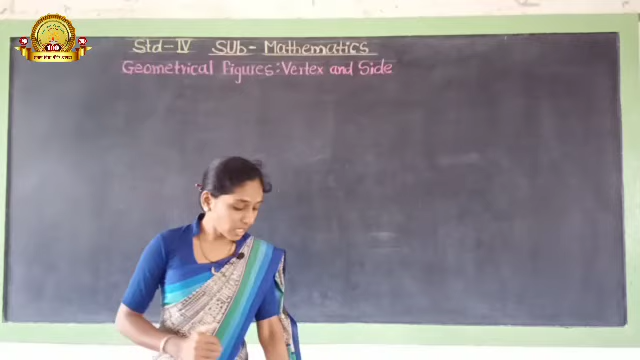 Std-IV Sub- Mathematics
Geometrical Figures: Vertex and Side